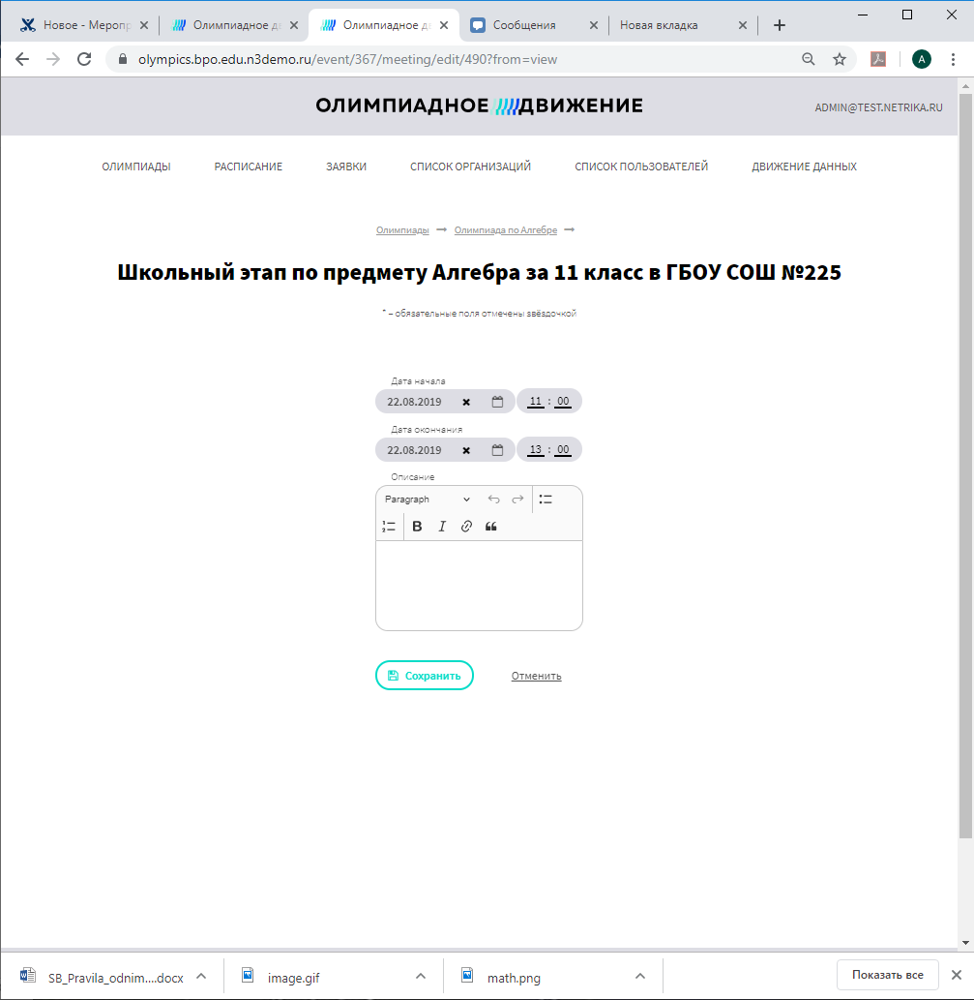 Новое - Меропр
Олимпиадное д
Олимпиадное д
Сообщения
Новая вкладка
olympics.bpo.edu.n3demo.ru/event/367/meeting/edit/490?from=view
A
ОЛИМПИАДНОЕ ДВИЖЕНИЕ
ADMIN@TEST.NETRIKA.RU
ОЛИМПИАДЫ РАСПИСАНИЕ ЗАЯВКИ СПИСОК ОРГАНИЗАЦИЙ СПИСОК ПОЛЬЗОВАТЕЛЕЙ ДВИЖЕНИЕ ДАННЫХ
Олимпиады → Олимпиада по Алгебре →
Школьный этап по предмету Алгебра за 11 класс в ГБОУ СОШ №225
* – обязательные поля отмечены звёздочкой
Дата начала
22.08.2019 11 : 00
Дата окончания
22.08.2019 13 : 00
Описание
Paragraph
B I
Сохранить Отменить
SB_Pravila_odnim....docx image.gif math.png Показать все